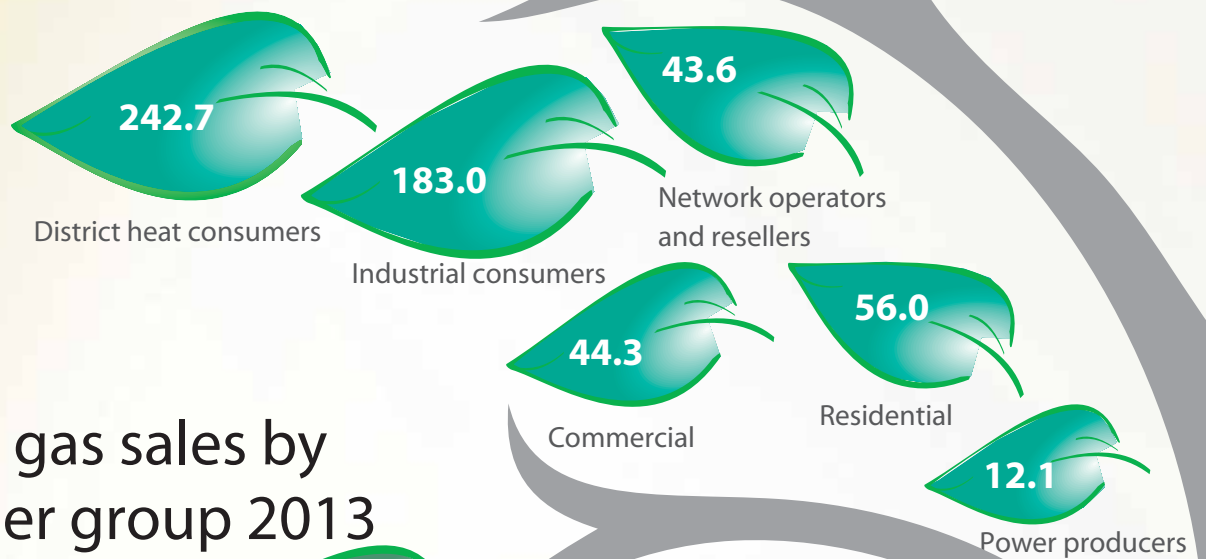 242.7
District heat consumers
183.0
Industrial consumers
43.6
Network operators
and resellers
44.3
Commercial
56.0
Residential
12.1
Power producers
gas sales by
er group 2013